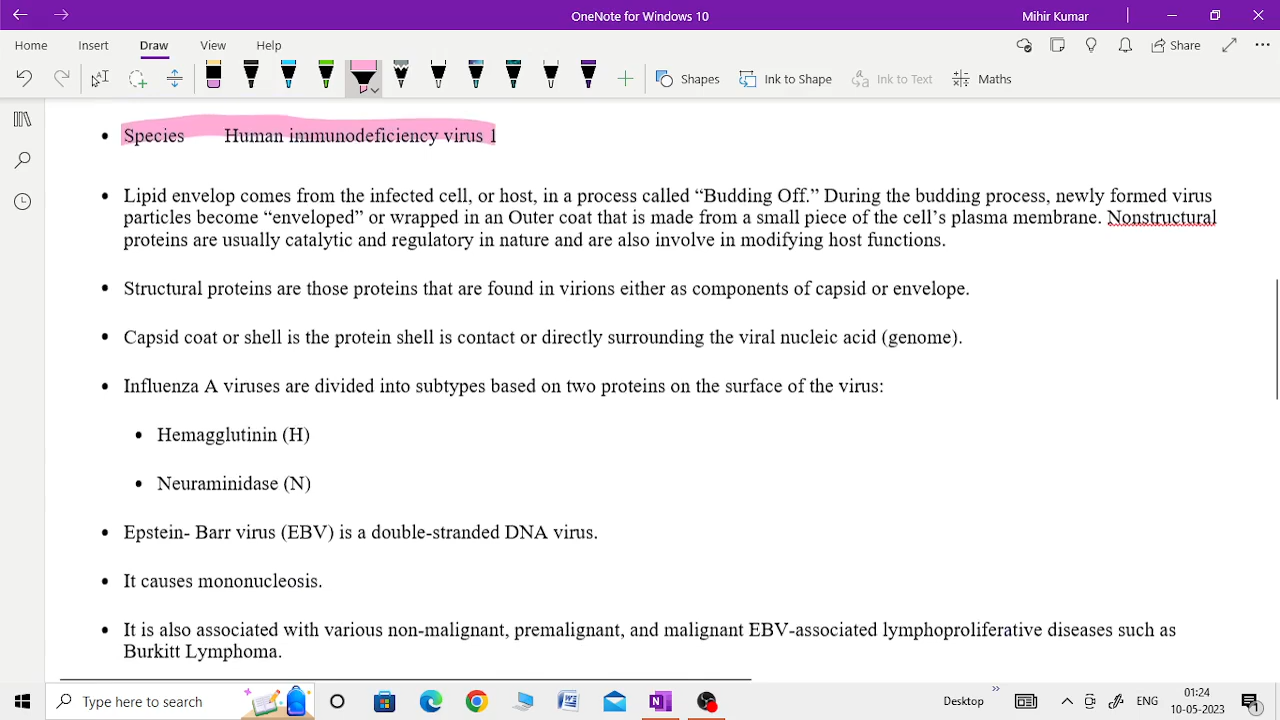 OneNote for Windows 10
Mihir Kumar
Home Insert Draw View Help
Share
Shapes Ink to Shape Ink to Text Maths
• Species Human immunodeficiency virus 1
• Lipid envelop comes from the infected cell, or host, in a process called “Budding Off.” During the budding process, newly formed virus
particles become “enveloped” or wrapped in an Outer coat that is made from a small piece of the cell’s plasma membrane. Nonstructural
proteins are usually catalytic and regulatory in nature and are also involve in modifying host functions.
• Structural proteins are those proteins that are found in virions either as components of capsid or envelope.
• Capsid coat or shell is the protein shell is contact or directly surrounding the viral nucleic acid (genome).
• Influenza A viruses are divided into subtypes based on two proteins on the surface of the virus:
• Hemagglutinin (H)
• Neuraminidase (N)
• Epstein- Barr virus (EBV) is a double-stranded DNA virus.
• It causes mononucleosis.
• It is also associated with various non-malignant, premalignant, and malignant EBV-associated lymphoproliferative diseases such as
Burkitt Lymphoma.
Type here to search
Desktop
ENG
01:24
10-05-2023
1